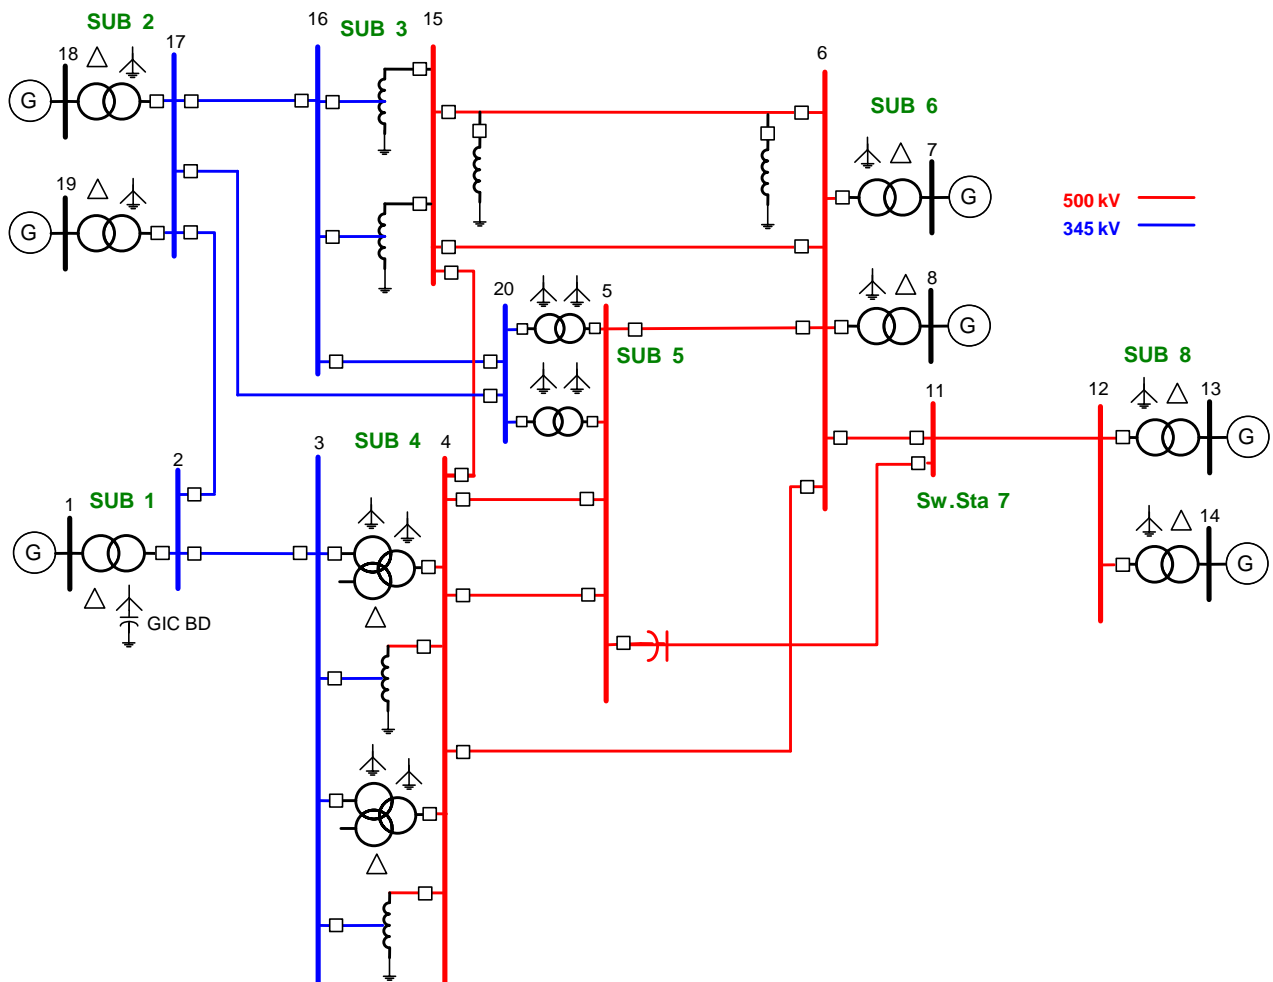 SUB 2
16
SUB 3
15
17
18
6
G
SUB 6
7
19
G
500 kV
345 kV
G
20
5
8
SUB 5
G
SUB 8
11
12
13
SUB 4
3
4
G
2
SUB 1
1
Sw.Sta 7
14
G
G
GIC BD